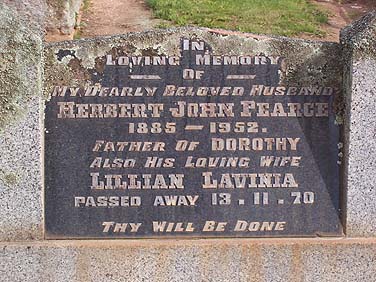 In
Loving Memory
Of
My Dearly Beloved Husband
Herbert John Pearce
1885 — 1952.
Father of Dorothy
Also His Loving Wife
Lillian Lavinia
Passed Away 13 . 11 . 70
Thy Will Be Done